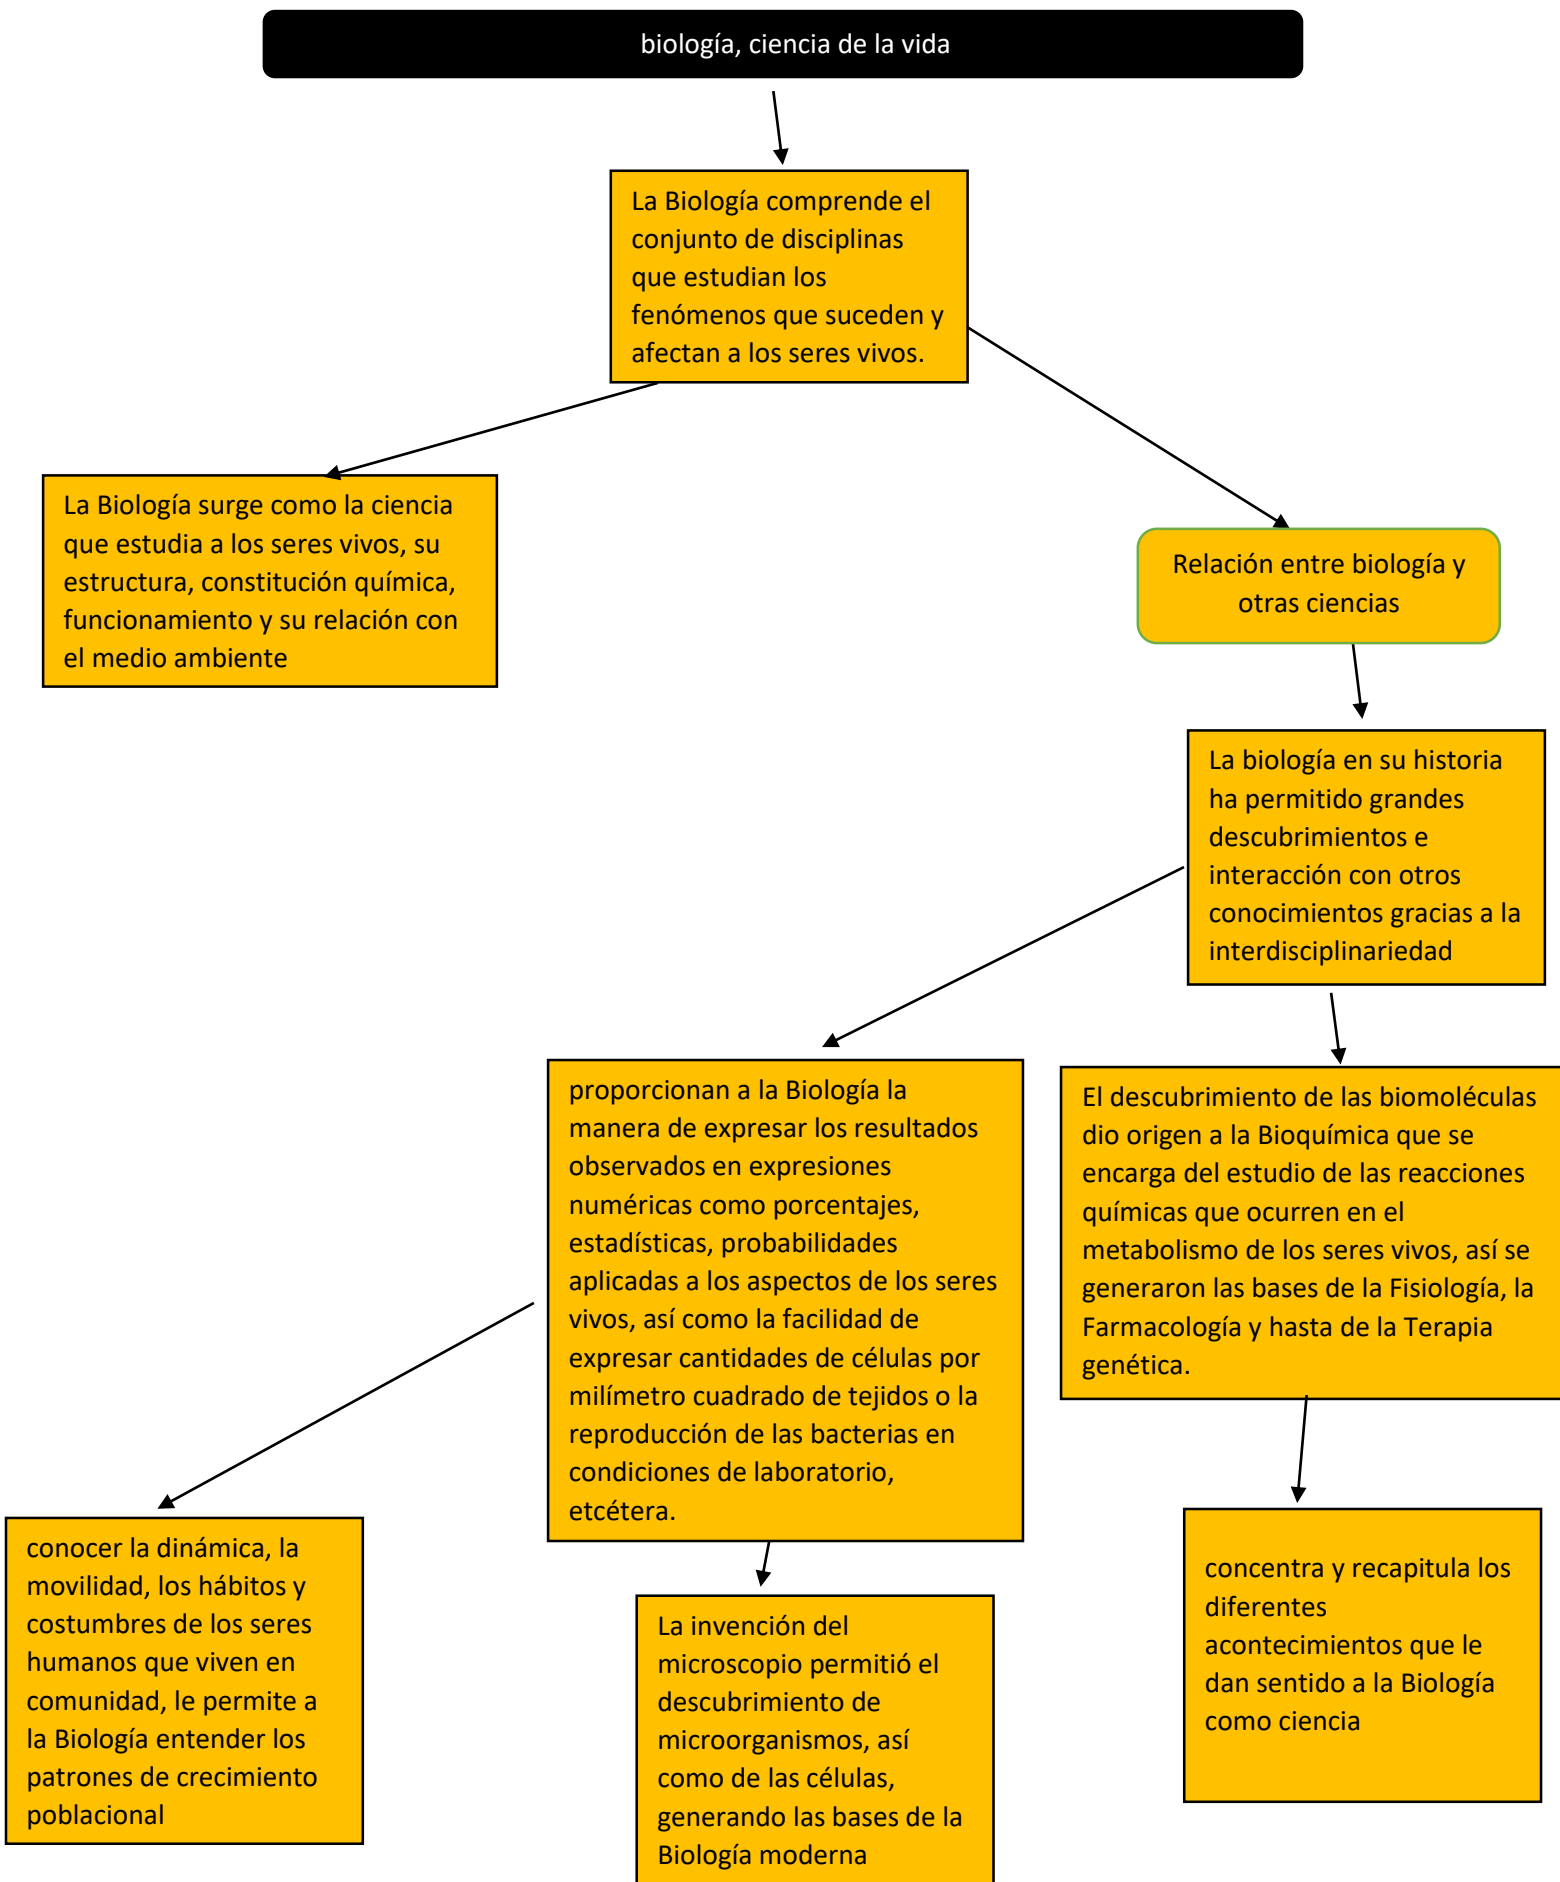 biología, ciencia de la vida
La Biología comprende el
conjunto de disciplinas
que estudian los
fenómenos que suceden y
afectan a los seres vivos.
La Biología surge como la ciencia
que estudia a los seres vivos, su
estructura, constitución química,
funcionamiento y su relación con
el medio ambiente
Relación entre biología y
otras ciencias
La biología en su historia
ha permitido grandes
descubrimientos e
interacción con otros
conocimientos gracias a la
interdisciplinariedad
proporcionan a la Biología la
manera de expresar los resultados
observados en expresiones
numéricas como porcentajes,
estadísticas, probabilidades
aplicadas a los aspectos de los seres
vivos, así como la facilidad de
expresar cantidades de células por
milímetro cuadrado de tejidos o la
reproducción de las bacterias en
condiciones de laboratorio,
etcétera.
El descubrimiento de las biomoléculas
dio origen a la Bioquímica que se
encarga del estudio de las reacciones
químicas que ocurren en el
metabolismo de los seres vivos, así se
generaron las bases de la Fisiología, la
Farmacología y hasta de la Terapia
genética.
conocer la dinámica, la
movilidad, los hábitos y
costumbres de los seres
humanos que viven en
comunidad, le permite a
la Biología entender los
patrones de crecimiento
poblacional
La invención del
microscopio permitió el
descubrimiento de
microorganismos, así
como de las células,
generando las bases de la
Biología moderna
concentra y recapitula los
diferentes
acontecimientos que le
dan sentido a la Biología
como ciencia